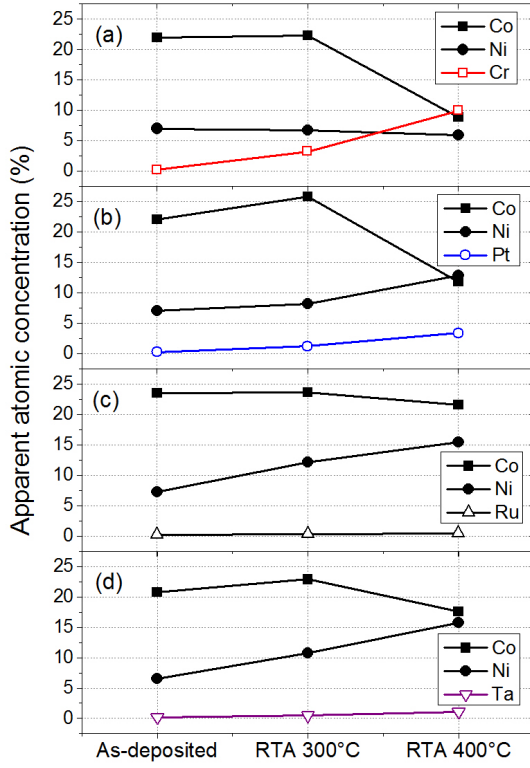 Apparent atomic concentration (%)
(a)
25
20
15
10
5
0
Co
Ni
Cr
(b)
25
20
15
10
5
0
Co
Ni
Pt
(c)
25
20
15
10
5
0
Co
Ni
Ru
(d)
25
20
15
10
5
0
Co
Ni
Ta
As-deposited RTA 300°C RTA 400°C